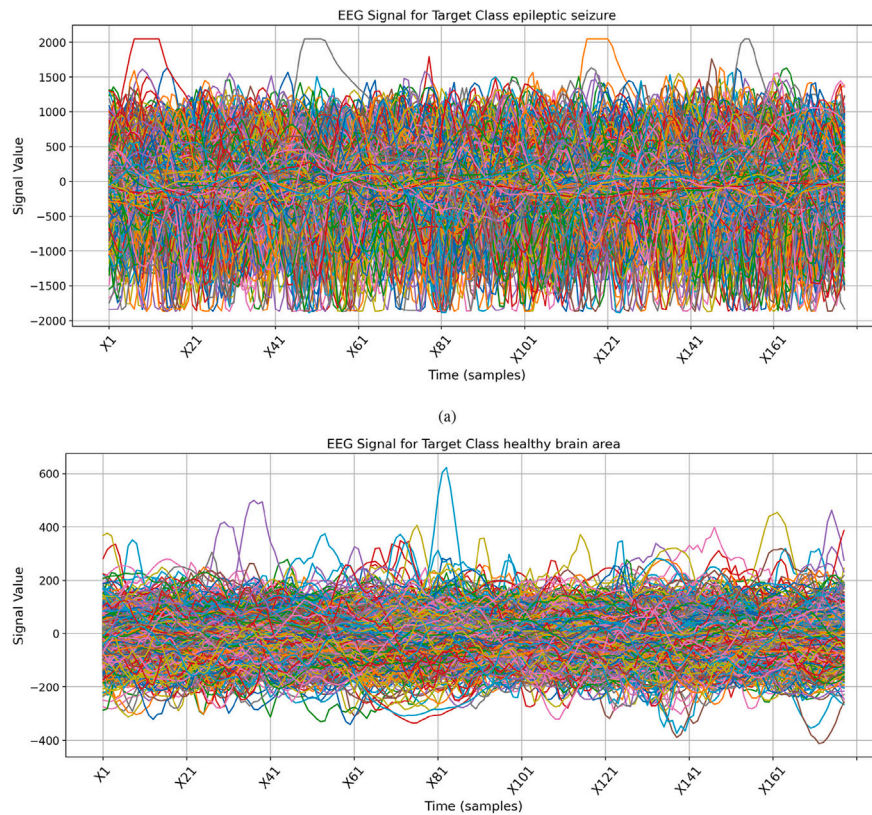 EEG Signal for Target Class epileptic seizure
2000
1500
1000
500
0
−500
−1000
−1500
−2000
Signal Value
X1 X21 X41 X61 X81 X101 X121 X141 X161
Time (samples)
(a)
EEG Signal for Target Class healthy brain area
600
400
200
0
−200
−400
Signal Value
X1 X21 X41 X61 X81 X101 X121 X141 X161
Time (samples)